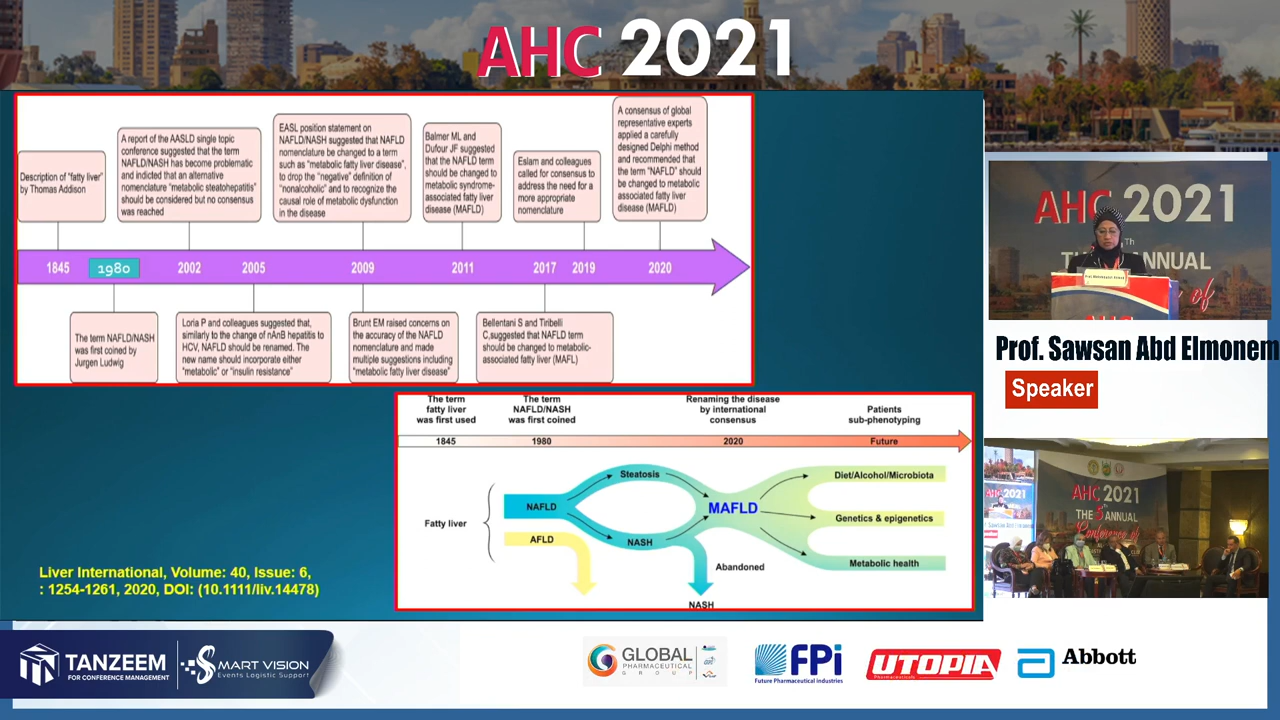 AHC 2021
Description of "fatty liver"
by Thomas Addison
A report of the AASLD single topic
conference suggested that the term
NAFLD/NASH has become problematic
and indicted that an alternative
nomenclature "metabolic steatohepatitis"
should be considered but no consensus
was reached
EASL position statement on
NAFLD/NASH suggested that NAFLD
nomenclature be changed to a term
such as "metabolic fatty liver disease",
to drop the "negative" definition of
"nonalcoholic" and to recognize the
causal role of metabolic dysfunction
in the disease
Balmer ML and
Dufour JF suggested
that the NAFLD term
should be changed to
metabolic syndrome-
associated fatty liver
disease (MAFLD)
Eslam and colleagues
called for consensus to
address the need for a
more appropriate
nomenclature
A consensus of global
representative experts
applied a carefully
designed Delphi method
and recommended that
the term "NAFLD" should
be changed to metabolic
associated fatty liver
disease (MAFLD)
1845 1980 2002 2005 2009 2011 2017 2019 2020
The term NAFLD/NASH
was first coined by
Jurgen Ludwig
Loria P and colleagues suggested that,
similarly to the change of nAnB hepatitis to
HCV, NAFLD should be renamed. The
new name should incorporate either
"metabolic" or "insulin resistance"
Brunt EM raised concerns on
the accuracy of the NAFLD
nomenclature and made
multiple suggestions including
"metabolic fatty liver disease"
Bellentani S and Tiribelli
C,suggested that NAFLD term
should be changed to metabolic-
associated fatty liver (MAFL)
The term
fatty liver
was first used
The term
NAFLD/NASH
was first coined
Renaming the disease
by international
consensus
Patients
sub-phenotyping
1845 1980 2020 Future
Fatty liver
NAFLD
AFLD
Steatosis
NASH
MAFLD
Abandoned
NASH
Diet/Alcohol/Microbiota
Genetics & epigenetics
Metabolic health
Liver International, Volume: 40, Issue: 6,
: 1254-1261, 2020, DOI: (10.1111/liv.14478)
AHC 2021
Prof. Sawsan Abd Elmonem
Speaker
AHC 2021
THE 5 ANNUAL
Conference of
TANZEEM
FOR CONFERENCE MANAGEMENT
SMART VISION
Events Logistic Support
GLOBAL
PHARMACEUTICAL
GROUP
FPi
Future Pharmaceutical industries
UTOPIA
Pharmaceuticals
Abbott